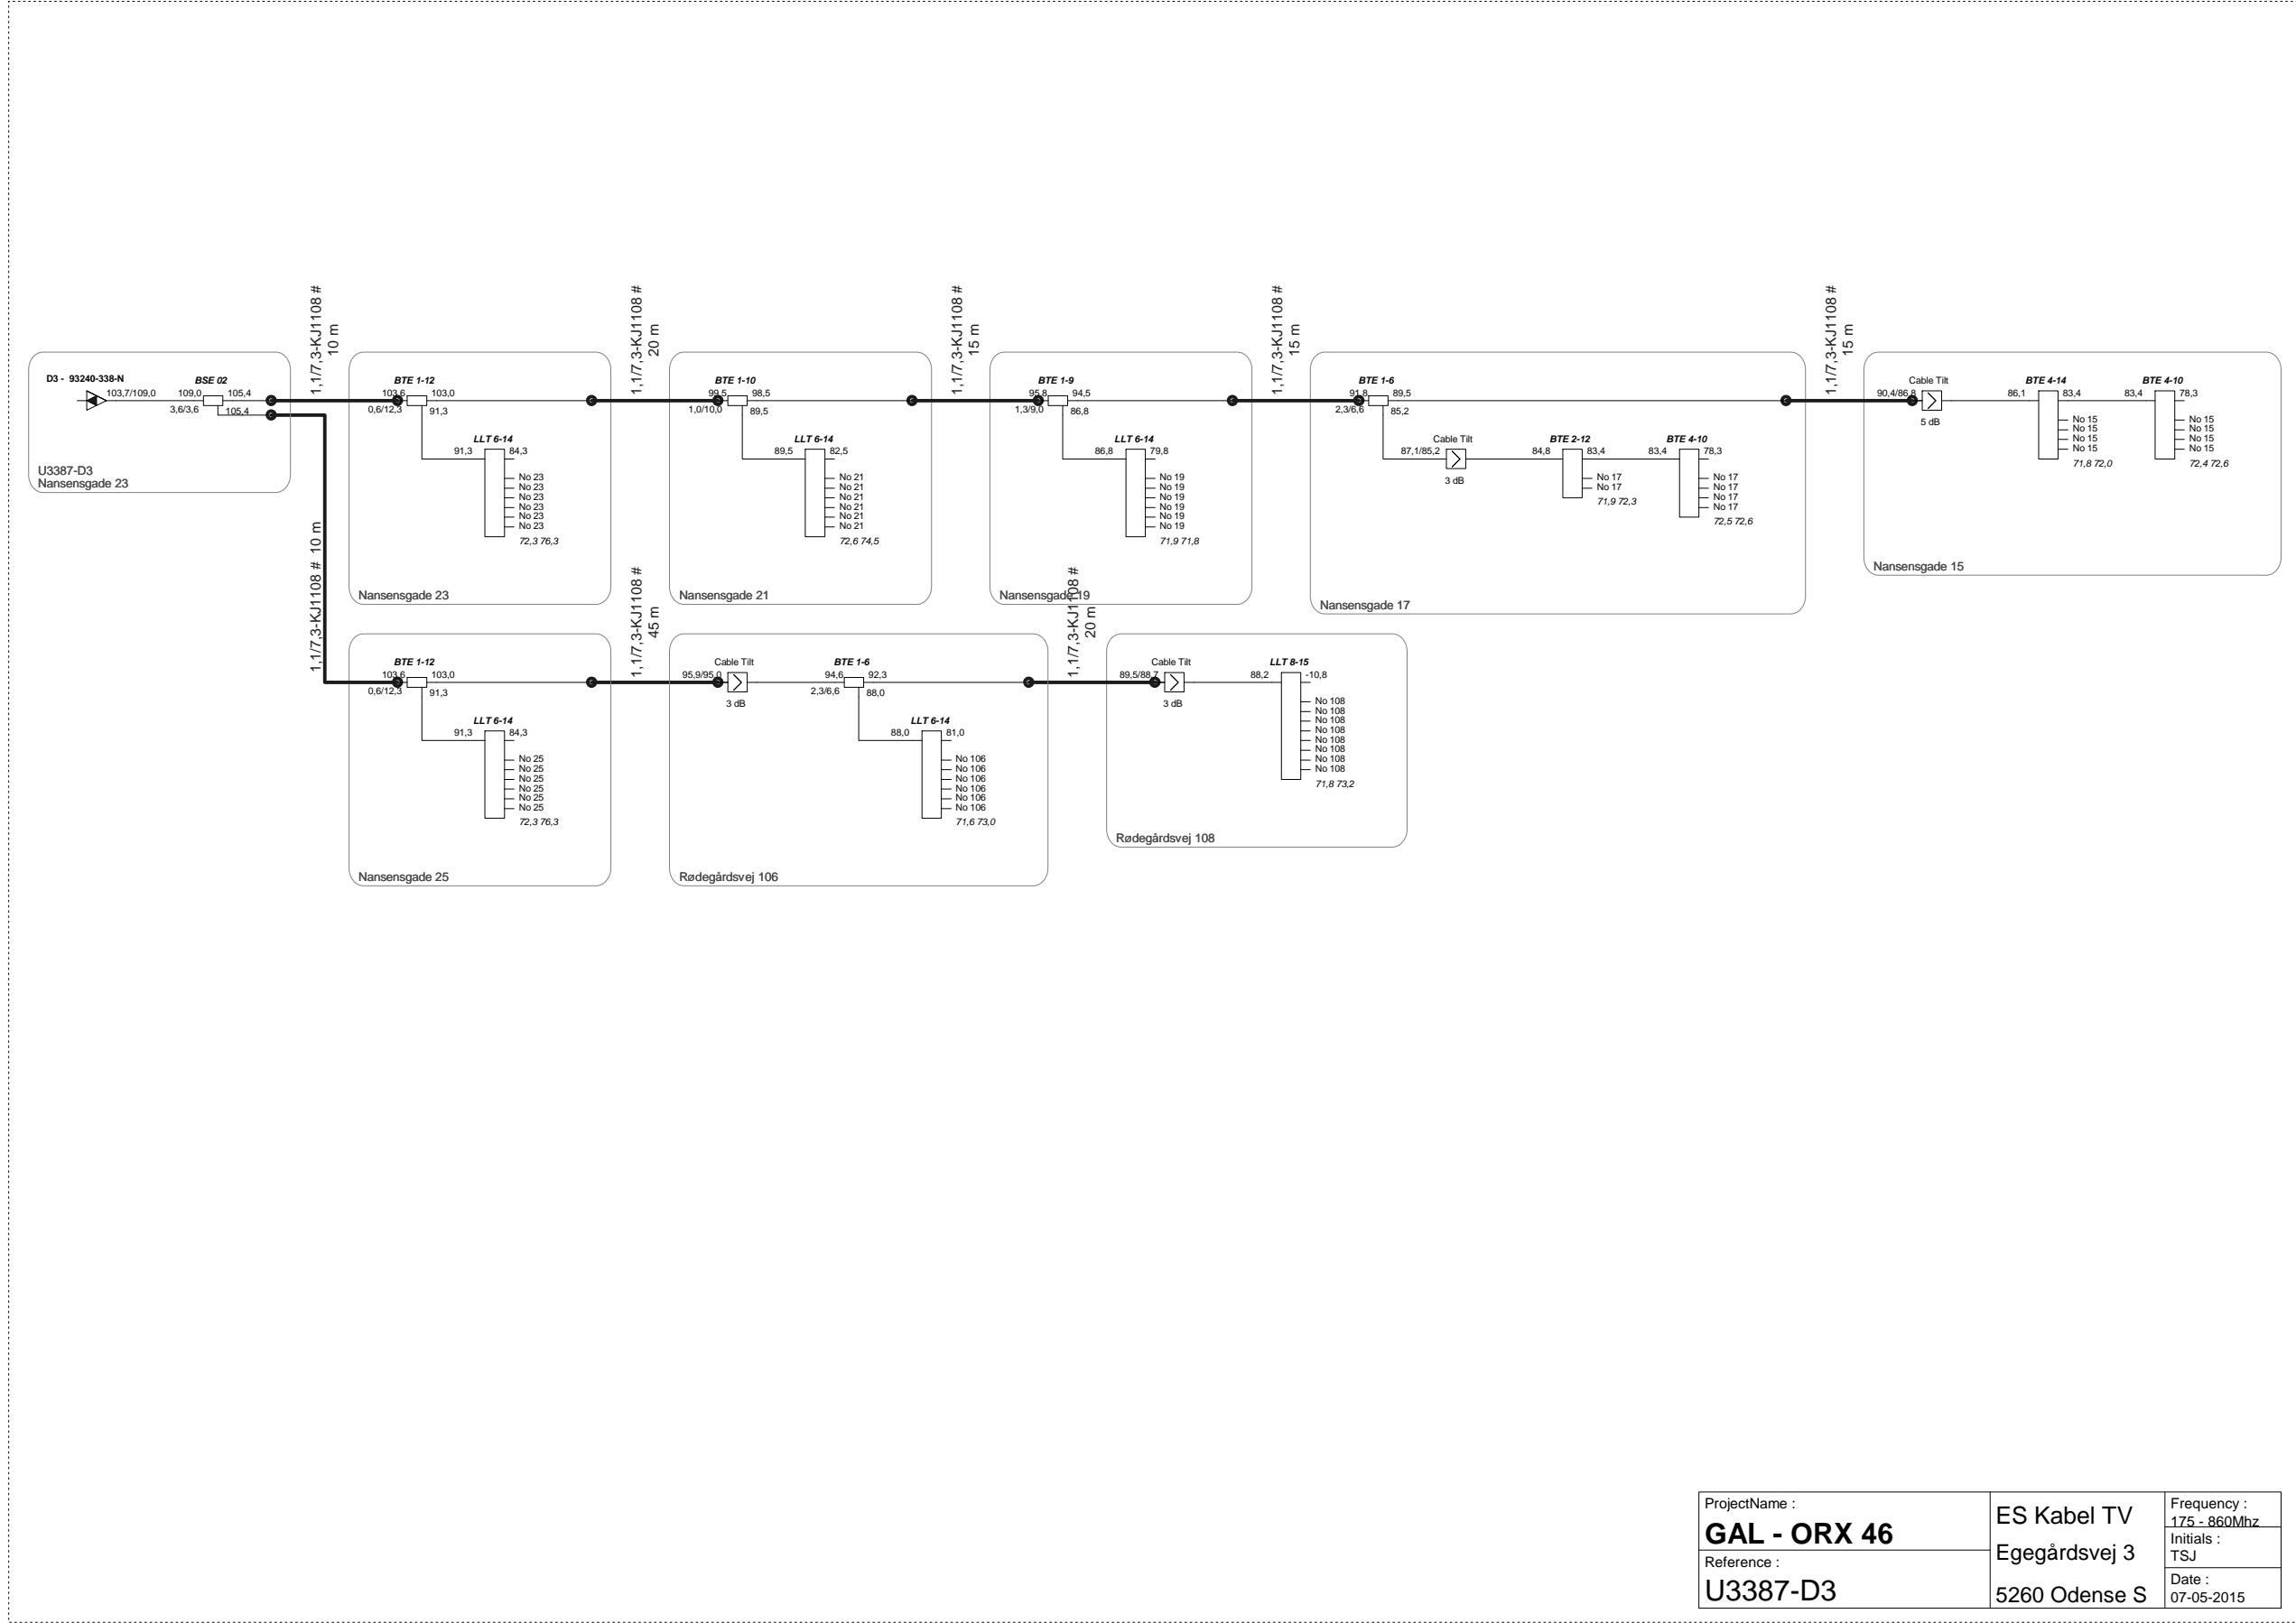 1,1/7,3-KJ1108 #
10 m
1,1/7,3-KJ1108 #
20 m
1,1/7,3-KJ1108 #
15 m
1,1/7,3-KJ1108 #
15 m
1,1/7,3-KJ1108 #
15 m
D3 - 93240-338-N
103,7/109,0
BSE 02
109,0 105,4
3,6/3,6 105,4
U3387-D3
Nansensgade 23
BTE 1-12
103,6 103,0
0,6/12,3 91,3
LLT 6-14
91,3 84,3
No 23
No 23
No 23
No 23
No 23
No 23
72,3 76,3
Nansensgade 23
BTE 1-10
99,5 98,5
1,0/10,0 89,5
LLT 6-14
89,5 82,5
No 21
No 21
No 21
No 21
No 21
No 21
72,6 74,5
Nansensgade 21
BTE 1-9
95,8 94,5
1,3/9,0 86,8
LLT 6-14
86,8 79,8
No 19
No 19
No 19
No 19
No 19
No 19
71,9 71,8
Nansensgade 19
BTE 1-6
91,8 89,5
2,3/6,6 85,2
Cable Tilt
87,1/85,2
3 dB
BTE 2-12
84,8 83,4
No 17
No 17
71,9 72,3
BTE 4-10
83,4 78,3
No 17
No 17
No 17
No 17
72,5 72,6
Nansensgade 17
Cable Tilt
90,4/86,8
5 dB
BTE 4-14
86,1 83,4
No 15
No 15
No 15
No 15
71,8 72,0
BTE 4-10
83,4 78,3
No 15
No 15
No 15
No 15
72,4 72,6
Nansensgade 15
1,1/7,3-KJ1108 # 10 m
1,1/7,3-KJ1108 #
45 m
1,1/7,3-KJ1108 #
20 m
BTE 1-12
103,6 103,0
0,6/12,3 91,3
LLT 6-14
91,3 84,3
No 25
No 25
No 25
No 25
No 25
No 25
72,3 76,3
Nansensgade 25
Cable Tilt
95,9/95,0
3 dB
BTE 1-6
94,6 92,3
2,3/6,6 88,0
LLT 6-14
88,0 81,0
No 106
No 106
No 106
No 106
No 106
No 106
71,6 73,0
Rødegårdsvej 106
Cable Tilt
89,5/88,7
3 dB
LLT 8-15
88,2 -10,8
No 108
No 108
No 108
No 108
No 108
No 108
No 108
No 108
71,8 73,2
Rødegårdsvej 108
ProjectName :
GAL - ORX 46
Reference :
U3387-D3
ES Kabel TV
Egegårdsvej 3
5260 Odense S
Frequency :
175 - 860Mhz
Initials :
TSJ
Date :
07-05-2015